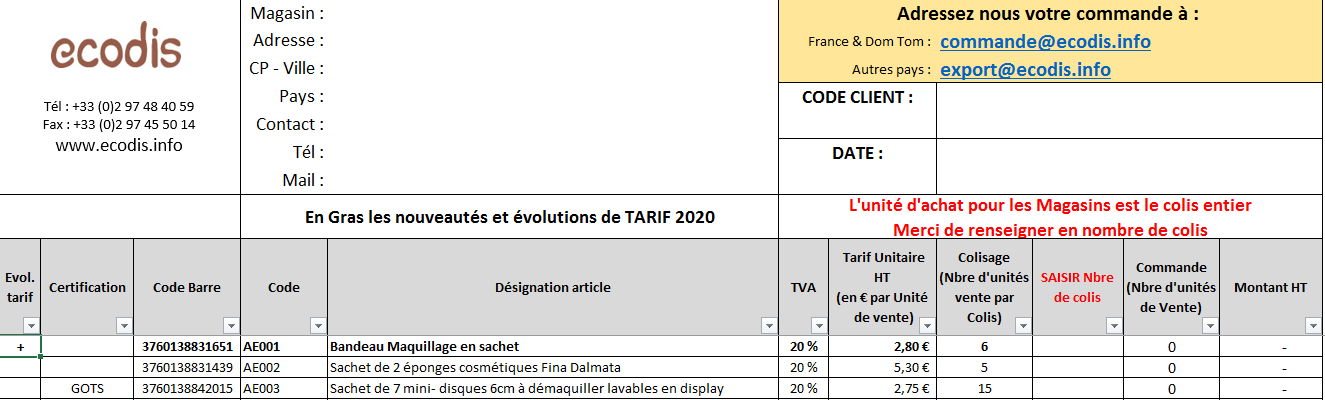 ecodis
Tél : +33 (0)2 97 48 40 59
Fax : +33 (0)2 97 45 50 14
www.ecodis.info
Magasin :
Adresse :
CP - Ville :
Pays :
Contact :
Tél :
Mail :
Adressez nous votre commande à :
France & Dom Tom : commande@ecodis.info
Autres pays : export@ecodis.info
CODE CLIENT :
DATE :
En Gras les nouveautés et évolutions de TARIF 2020
L'unité d'achat pour les Magasins est le colis entier
Merci de renseigner en nombre de colis
Evol.
tarif
Certification
Code Barre
Code
Désignation article
TVA
Tarif Unitaire
HT
(en € par Unité
de vente)
Colisage
(Nbre d'unités
vente par
Colis)
SAISIR Nbre
de colis
Commande
(Nbre d'unités
de Vente)
Montant HT
+ 3760138831651 AE001 Bandeau Maquillage en sachet 20 % 2,80 € 6 0 -
3760138831439 AE002 Sachet de 2 éponges cosmétiques Fina Dalmata 20 % 5,30 € 5 0 -
GOTS 3760138842015 AE003 Sachet de 7 mini- disques 6cm à démaquiller lavables en display 20 % 2,75 € 15 0 -